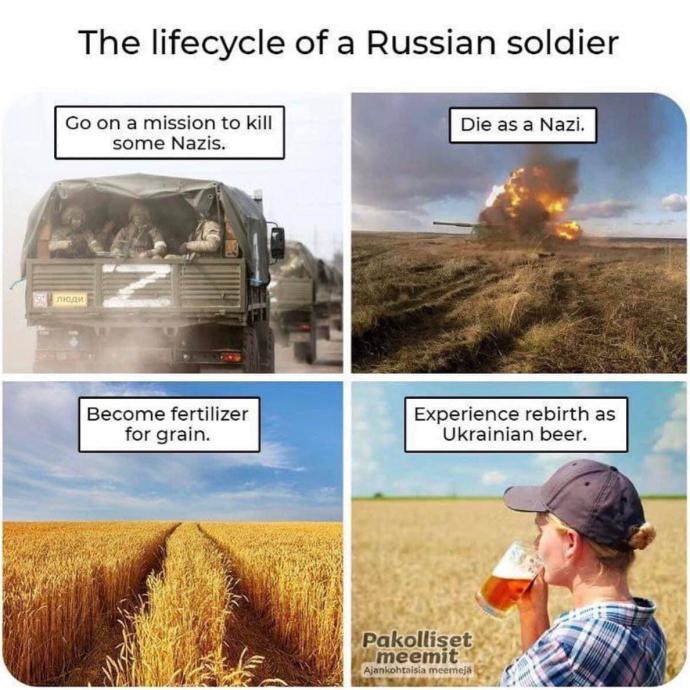 The lifecycle of a Russian soldier
Go on a mission to kill
some Nazis.
Die as a Nazi.
ЛЮДИ
Z
Become fertilizer
for grain.
Experience rebirth as
Ukrainian beer.
Pakolliset
meemit
Ajankohtaisia meemejä